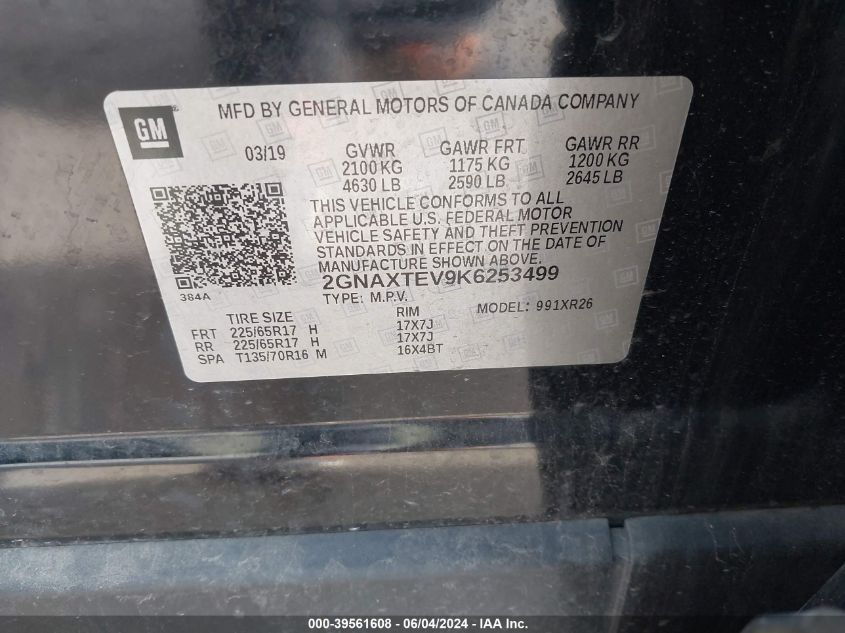 MFD BY GENERAL MOTORS OF CANADA COMPANY
GM
03/19 GVWR GAWR FRT GAWR RR
2100 KG 1175 KG 1200 KG
4630 LB 2590 LB 2645 LB
THIS VEHICLE CONFORMS TO ALL
APPLICABLE U.S. FEDERAL MOTOR
VEHICLE SAFETY AND THEFT PREVENTION
STANDARDS IN EFFECT ON THE DATE OF
MANUFACTURE SHOWN ABOVE.
2GNAXTEV9K6253499
384A TYPE: M.P.V. MODEL: 991XR26
TIRE SIZE RIM
FRT 225/65R17 H 17X7J
RR 225/65R17 H 17X7J
SPA T135/70R16 M 16X4BT
000-39561608 - 06/04/2024 - IAA Inc.